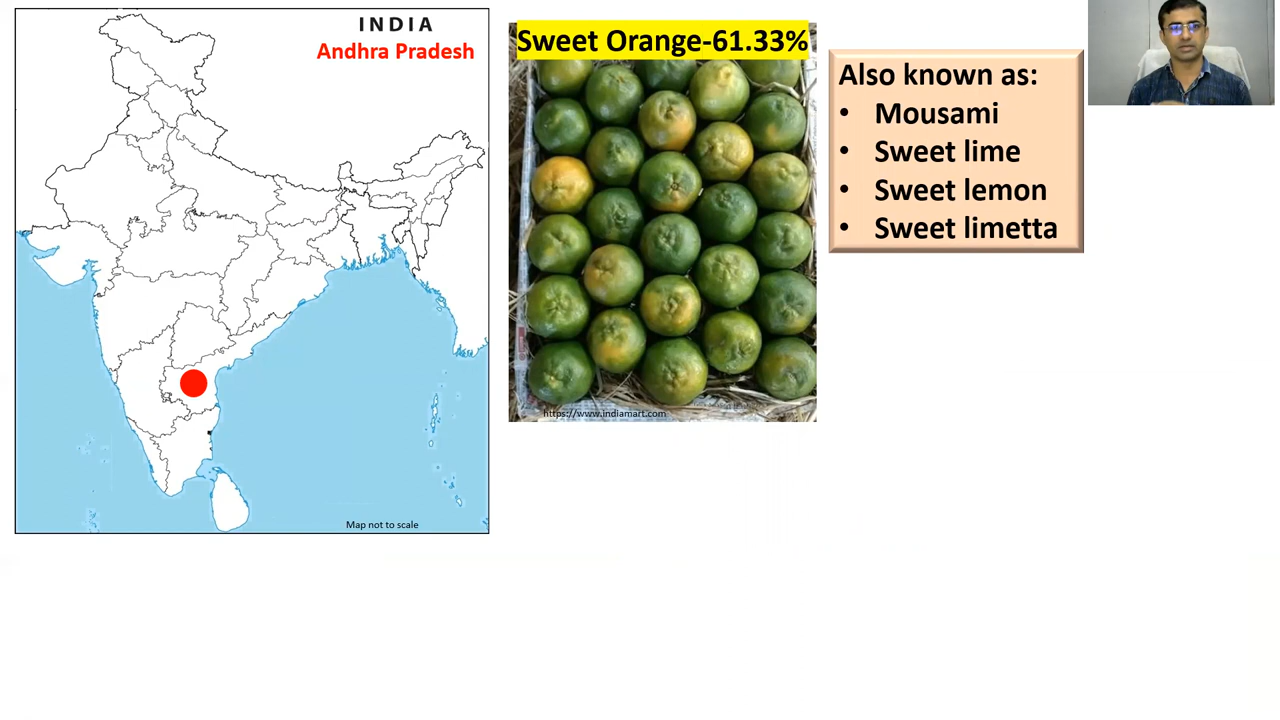 INDIA
Andhra Pradesh
Map not to scale
Sweet Orange-61.33%
https://www.indiamart.com
Also known as:
• Mousami
• Sweet lime
• Sweet lemon
• Sweet limetta